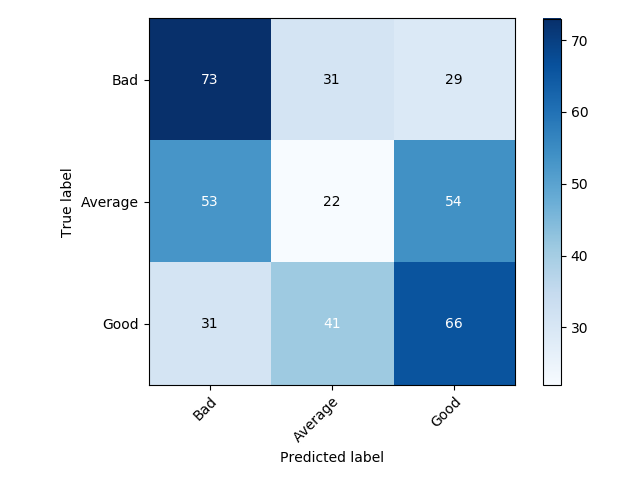 Bad 73 31 29
Average 53 22 54
Good 31 41 66
True label
Bad Average Good
Predicted label
70
60
50
40
30